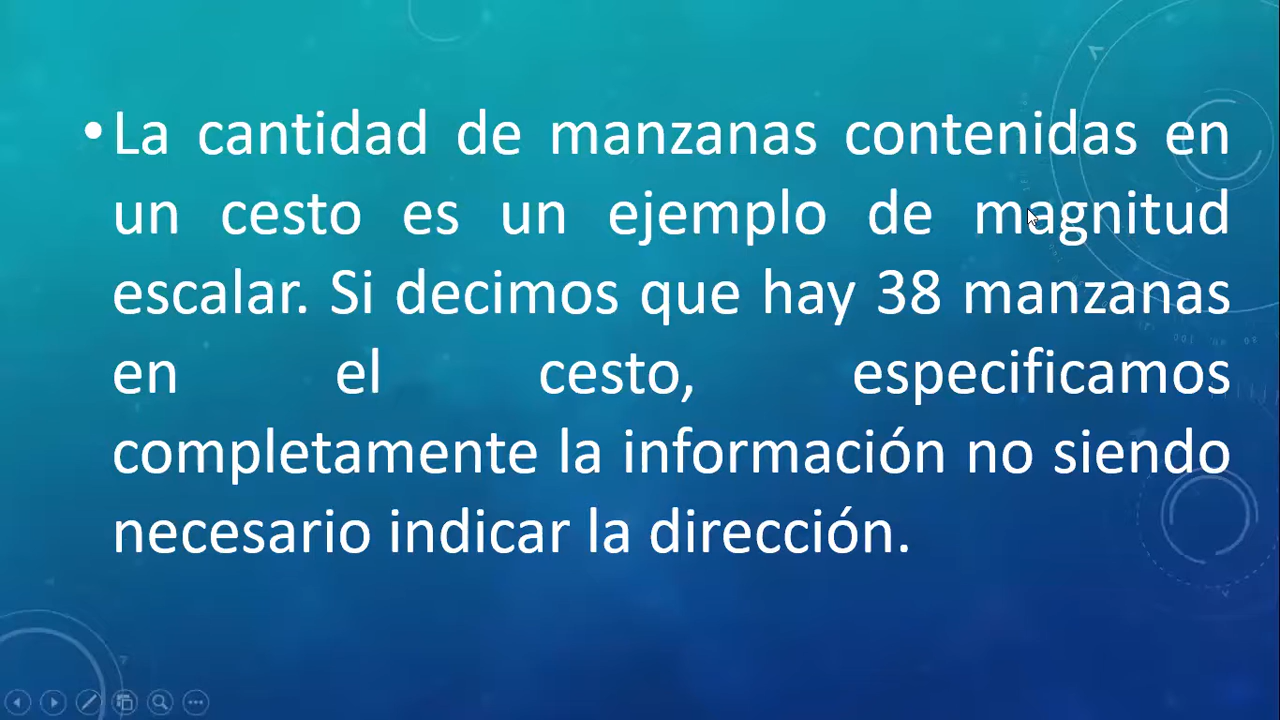 •La cantidad de manzanas contenidas en
un cesto es un ejemplo de magnitud
escalar. Si decimos que hay 38 manzanas
en el cesto, especificamos
completamente la información no siendo
necesario indicar la dirección.